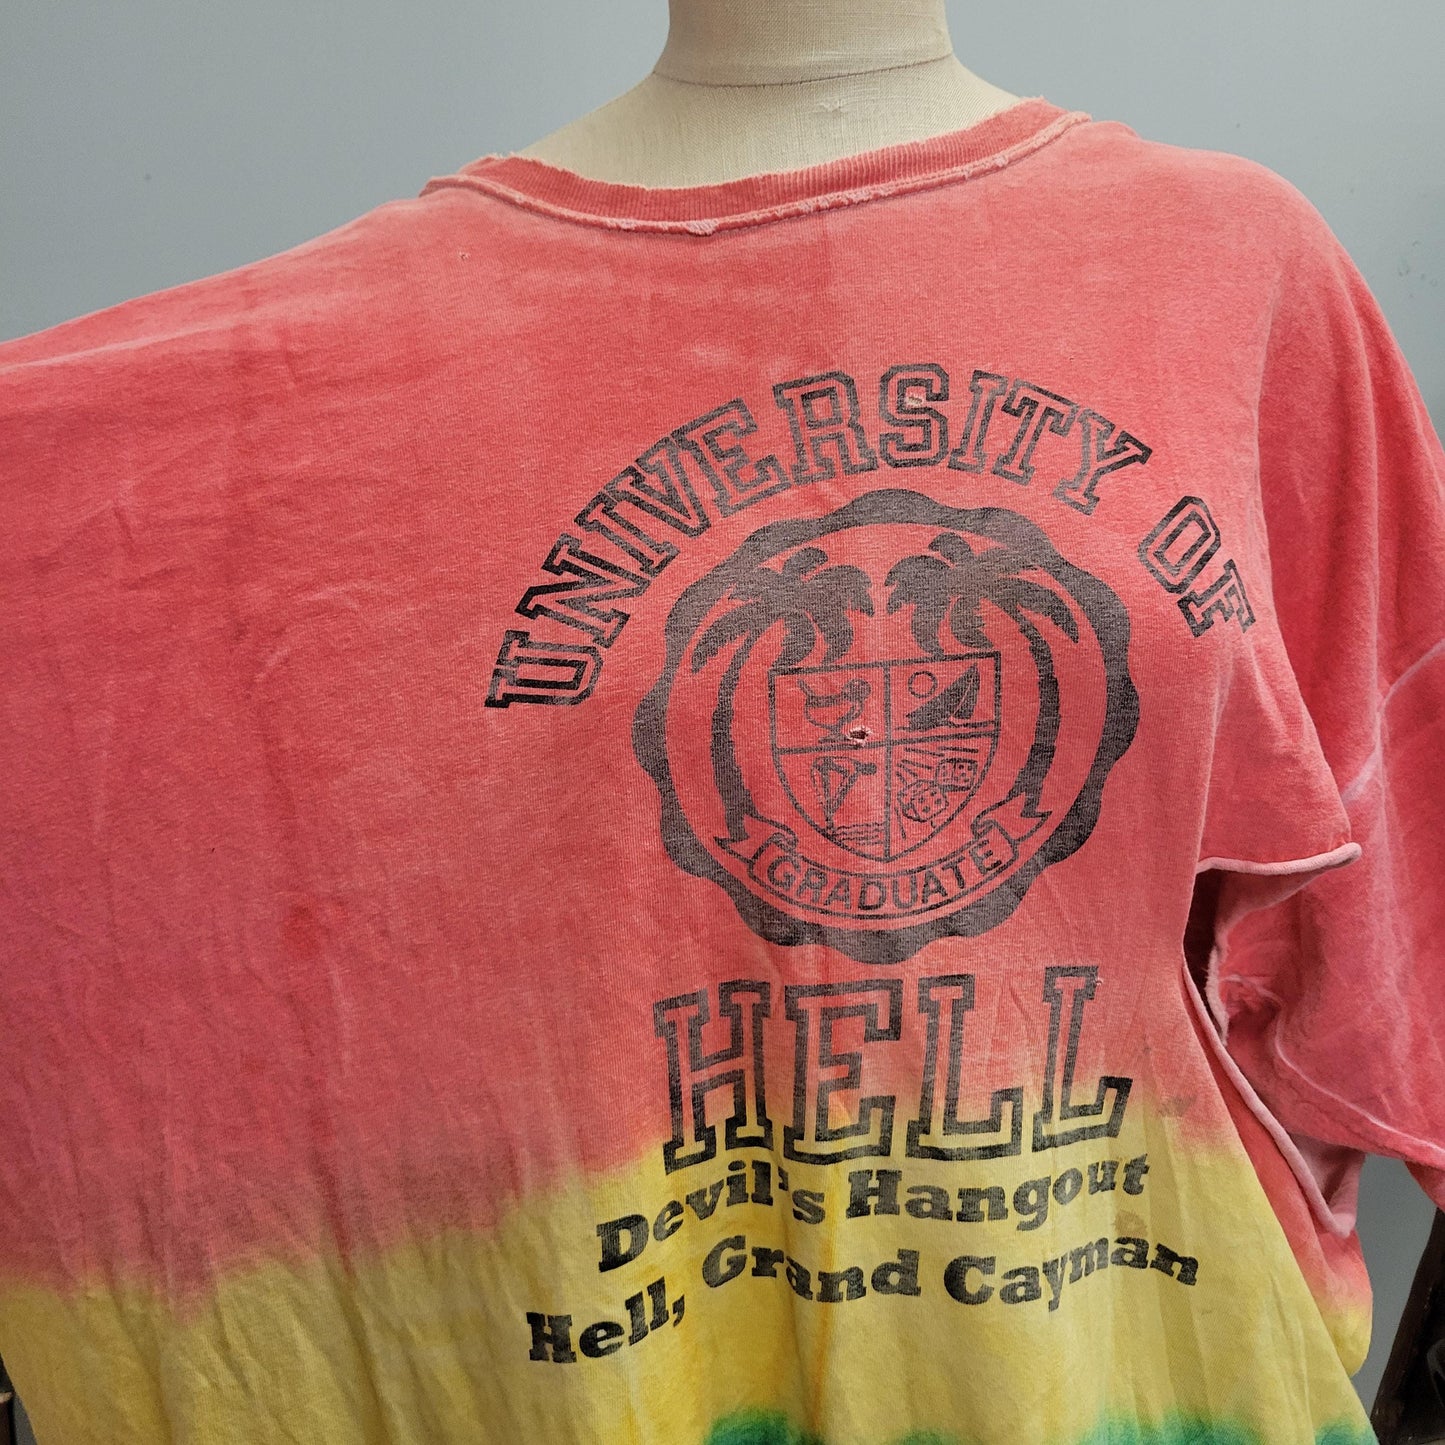 UNIVERSITY OF
GRADUATE
HELL
Devil's Hangout
Hell, Grand Cayman